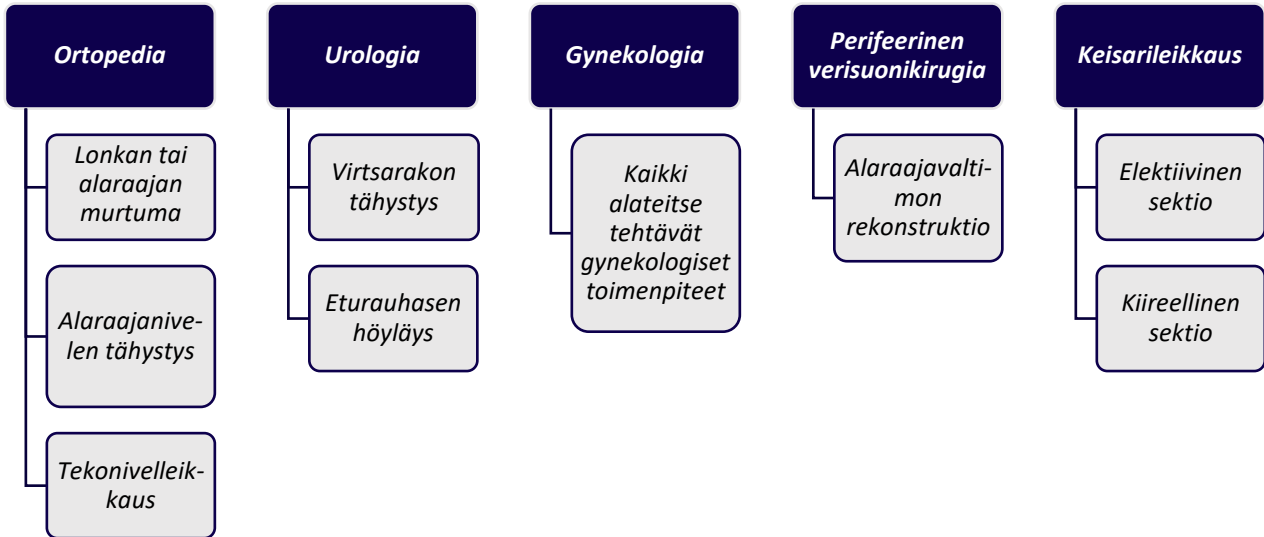 Ortopedia
Lonkan tai
alaraajan
murtuma
Alaraajanive-
len tähystys
Tekonivelleik-
kaus
Urologia
Virtsarakon
tähystys
Eturauhasen
höyläys
Gynekologia
Kaikki
alateitse
tehtävät
gynekologiset
toimenpiteet
Perifeerinen
verisuonikirugia
Alaraajavalti-
mon
rekonstruktio
Keisarileikkaus
Elektiivinen
sektio
Kiireellinen
sektio